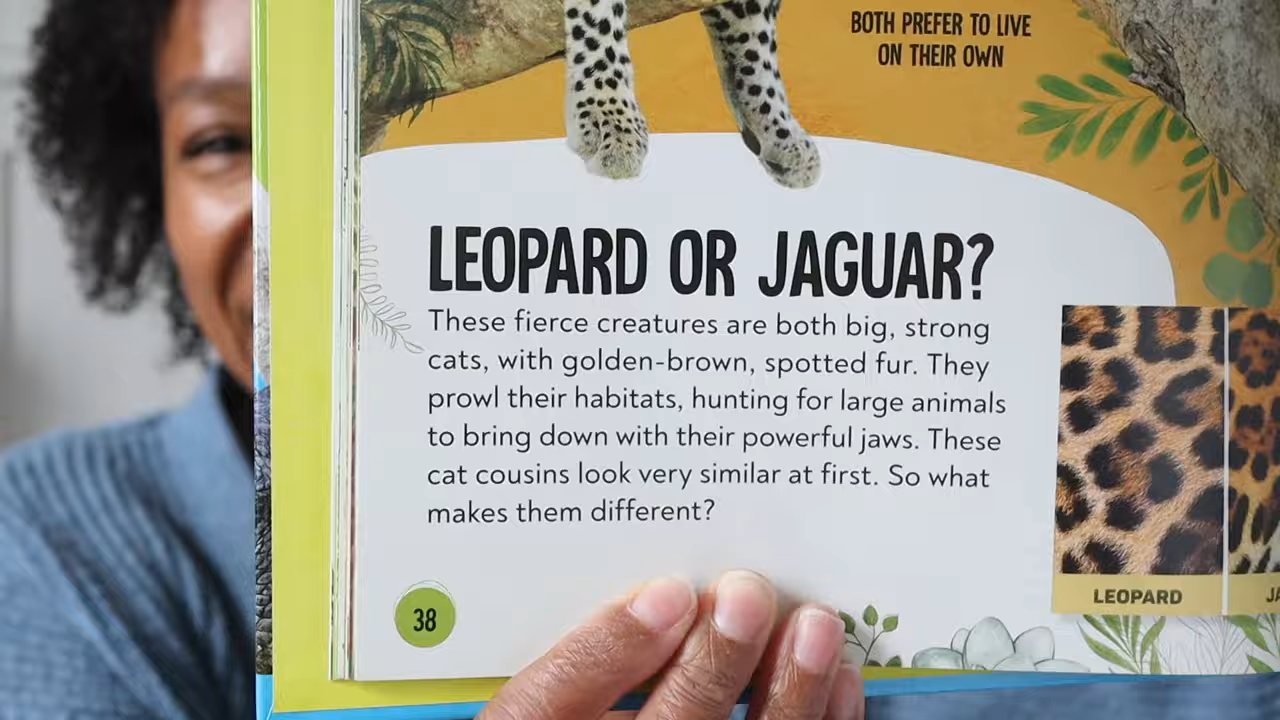 BOTH PREFER TO LIVE
ON THEIR OWN
LEOPARD OR JAGUAR?
These fierce creatures are both big, strong
cats, with golden-brown, spotted fur. They
prowl their habitats, hunting for large animals
to bring down with their powerful jaws. These
cat cousins look very similar at first. So what
makes them different?
LEOPARD
JA
38